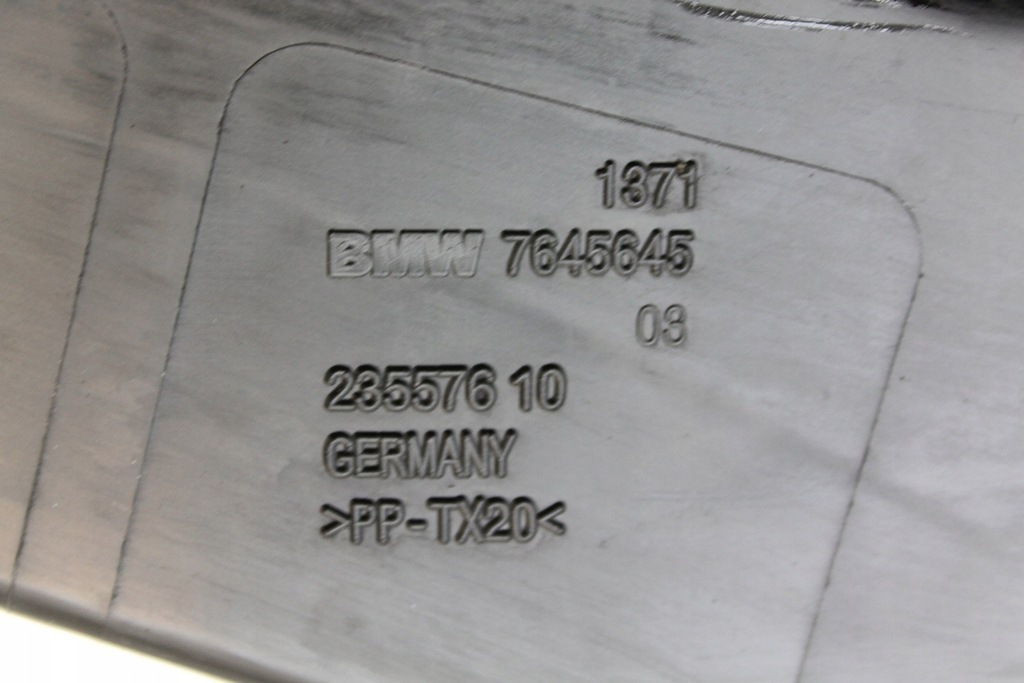 1371
BMW 7645645
03
235576 10
GERMANY
>PP-TX20<